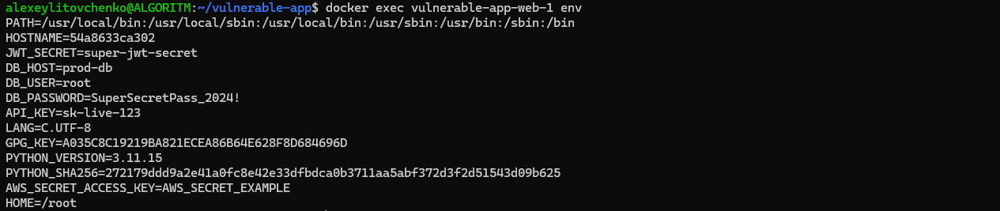 alexeylitovchenko@ALGORITM:~/vulnerable-app$ docker exec vulnerable-app-web-1 env
PATH=/usr/local/bin:/usr/local/sbin:/usr/local/bin:/usr/sbin:/usr/bin:/sbin:/bin
HOSTNAME=54a8633ca302
JWT_SECRET=super-jwt-secret
DB_HOST=prod-db
DB_USER=root
DB_PASSWORD=SuperSecretPass_2024!
API_KEY=sk-live-123
LANG=C.UTF-8
GPG_KEY=A035C8C19219BA821ECEA86B64E628F8D684696D
PYTHON_VERSION=3.11.15
PYTHON_SHA256=272179ddd9a2e41a0fc8e42e33dfbdca0b3711aa5abf372d3f2d51543d09b625
AWS_SECRET_ACCESS_KEY=AWS_SECRET_EXAMPLE
HOME=/root